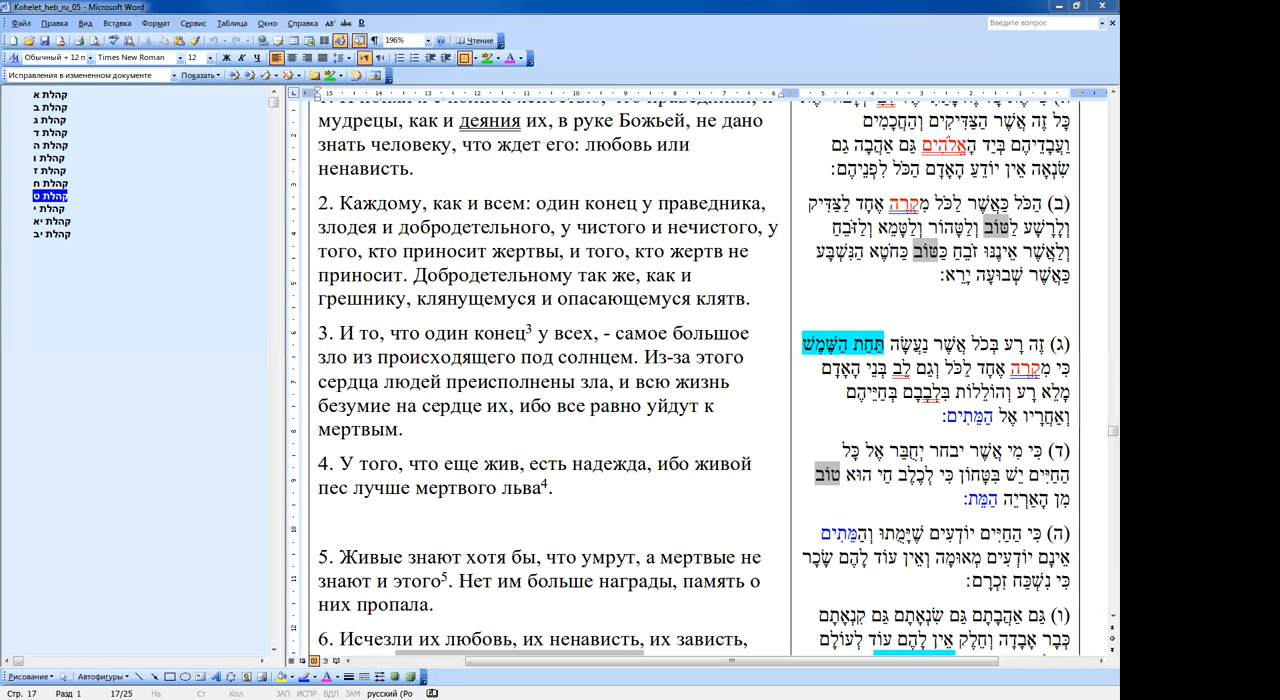 Kohelet_heb_ru_05 - Microsoft Word
Файл Правка Вид Вставка Формат Сервис Таблица Окно Справка
Введите вопрос
196%
Чтение
Обычный + 12 п
Times New Roman
12
Ж К Ч
Исправления в измененном документе
Показать
קהלת א
קהלת ב
קהלת ג
קהלת ד
קהלת ה
קהלת ו
קהלת ז
קהלת ח
קהלת ט
קהלת י
קהלת יא
קהלת יב
мудрецы, как и деяния их, в руке Божьей, не дано
знать человеку, что ждет его: любовь или
ненависть.
2. Каждому, как и всем: один конец у праведника,
злодея и добродетельного, у чистого и нечистого, у
того, кто приносит жертвы, и того, кто жертв не
приносит. Добродетельному так же, как и
грешнику, клянущемуся и опасающемуся клятв.
3. И то, что один конец³ у всех, - самое большое
зло из происходящего под солнцем. Из-за этого
сердца людей преисполнены зла, и всю жизнь
безумие на сердце их, ибо все равно уйдут к
мертвым.
4. У того, что еще жив, есть надежда, ибо живой
пес лучше мертвого льва⁴.
5. Живые знают хотя бы, что умрут, а мертвые не
знают и этого⁵. Нет им больше награды, память о
них пропала.
6. Исчезли их любовь, их ненависть, их зависть,
כָּל זֶה אֲשֶׁר הַצַּדִּיקִים וְהַחֲכָמִים
וַעֲבָדֵיהֶם בְּיַד הָאֱלֹהִים גַּם אַהֲבָה גַם
שִׂנְאָה אֵין יוֹדֵעַ הָאָדָם הַכֹּל לִפְנֵיהֶם:
(ב) הַכֹּל כַּאֲשֶׁר לַכֹּל מִקְרֶה אֶחָד לַצַּדִּיק
וְלָרָשָׁע לַטּוֹב וְלַטָּהוֹר וְלַטָּמֵא וְלַזֹּבֵחַ
וְלַאֲשֶׁר אֵינֶנּוּ זֹבֵחַ כַּטּוֹב כַּחֹטֶא הַנִּשְׁבָּע
כַּאֲשֶׁר שְׁבוּעָה יָרֵא:
(ג) זֶה רָע בְּכֹל אֲשֶׁר נַעֲשָׂה תַּחַת הַשֶּׁמֶשׁ
כִּי מִקְרֶה אֶחָד לַכֹּל וְגַם לֵב בְּנֵי הָאָדָם
מָלֵא רָע וְהוֹלֵלוֹת בִּלְבָבָם בְּחַיֵּיהֶם
וְאַחֲרָיו אֶל הַמֵּתִים:
(ד) כִּי מִי אֲשֶׁר יבחר יְחֻבַּר אֶל כָּל
הַחַיִּים יֵשׁ בִּטָּחוֹן כִּי לְכֶלֶב חַי הוּא טוֹב
מִן הָאַרְיֵה הַמֵּת:
(ה) כִּי הַחַיִּים יוֹדְעִים שֶׁיָּמֻתוּ וְהַמֵּתִים
אֵינָם יוֹדְעִים מְאוּמָה וְאֵין עוֹד לָהֶם שָׂכָר
כִּי נִשְׁכַּח זִכְרָם:
(ו) גַּם אַהֲבָתָם גַּם שִׂנְאָתָם גַּם קִנְאָתָם
כְּבָר אָבָדָה וְחֵלֶק אֵין לָהֶם עוֹד לְעוֹלָם
Рисование
Автофигуры
Стр. 17
Разд 1
17/25
На
Ст
Кол
ЗАП ИСПР ВДЛ ЗАМ
русский (Ро